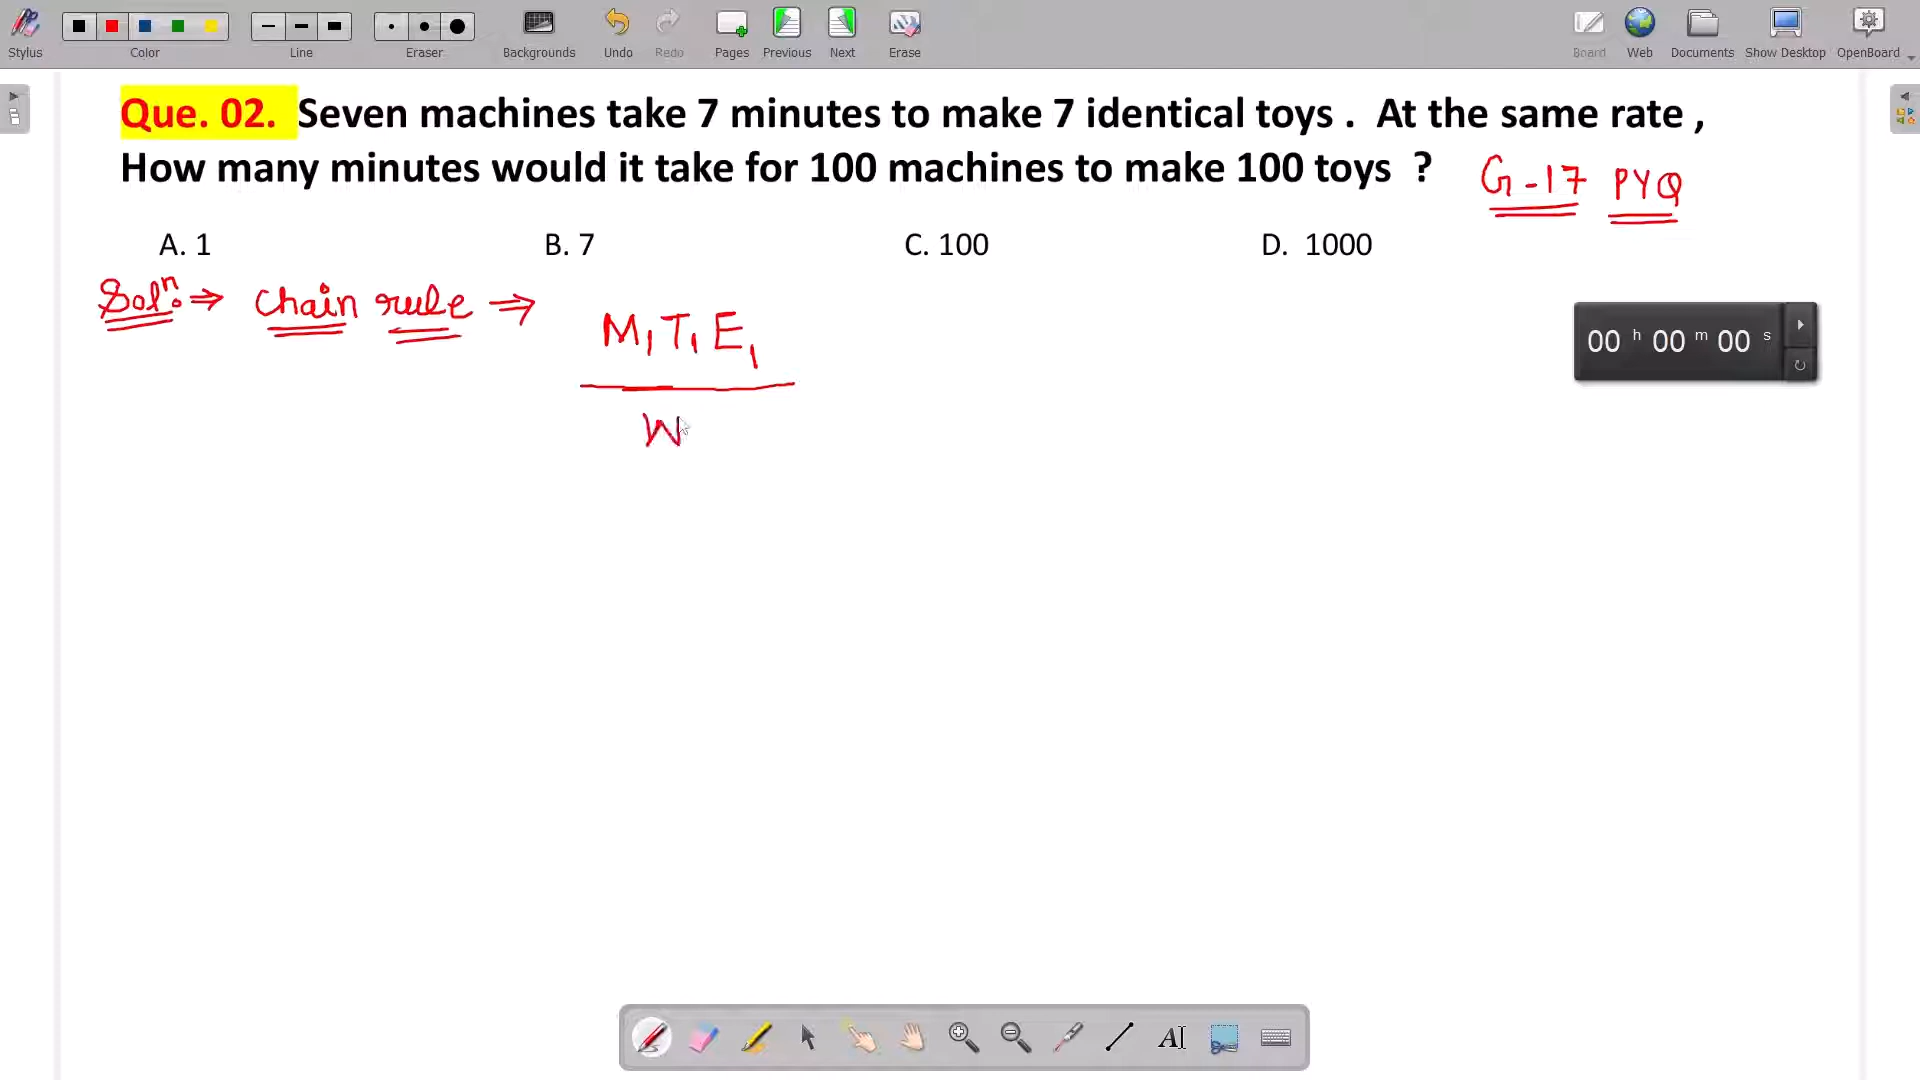 Stylus Color Line Eraser Backgrounds Undo Redo Pages Previous Next Erase Board Web Documents Show Desktop OpenBoard
Que. 02. Seven machines take 7 minutes to make 7 identical toys . At the same rate ,
How many minutes would it take for 100 machines to make 100 toys ? G-17 PYQ
A. 1 B. 7 C. 100 D. 1000
Solⁿ. ⇒ Chain rule ⇒
M₁T₁E₁
W
00 h 00 m 00 s
AI